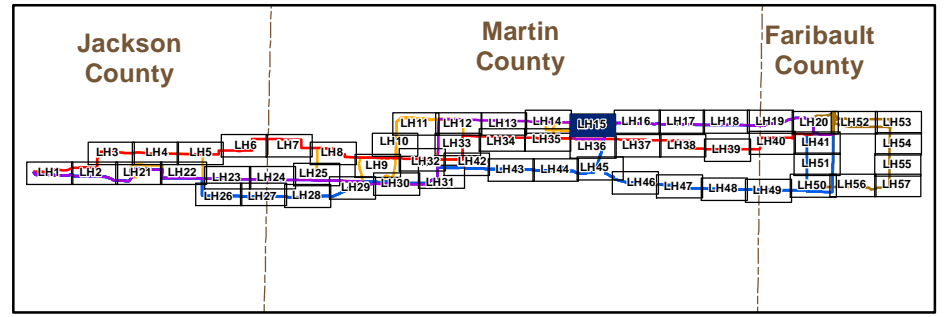 Jackson
County
Martin
County
Faribault
County
LH11 LH12 LH13 LH14 LH15 LH16 LH17 LH18 LH19 LH20 LH52 LH53
LH10 LH33 LH34 LH35 LH36 LH37 LH38 LH39 LH40 LH41 LH54
LH3 LH4 LH5 LH6 LH7 LH8 LH9 LH32 LH42 LH51 LH55
LH1 LH2 LH21 LH22 LH23 LH24 LH25 LH29 LH30 LH31 LH43 LH44 LH45 LH46 LH47 LH48 LH49 LH50 LH56 LH57
LH26 LH27 LH28